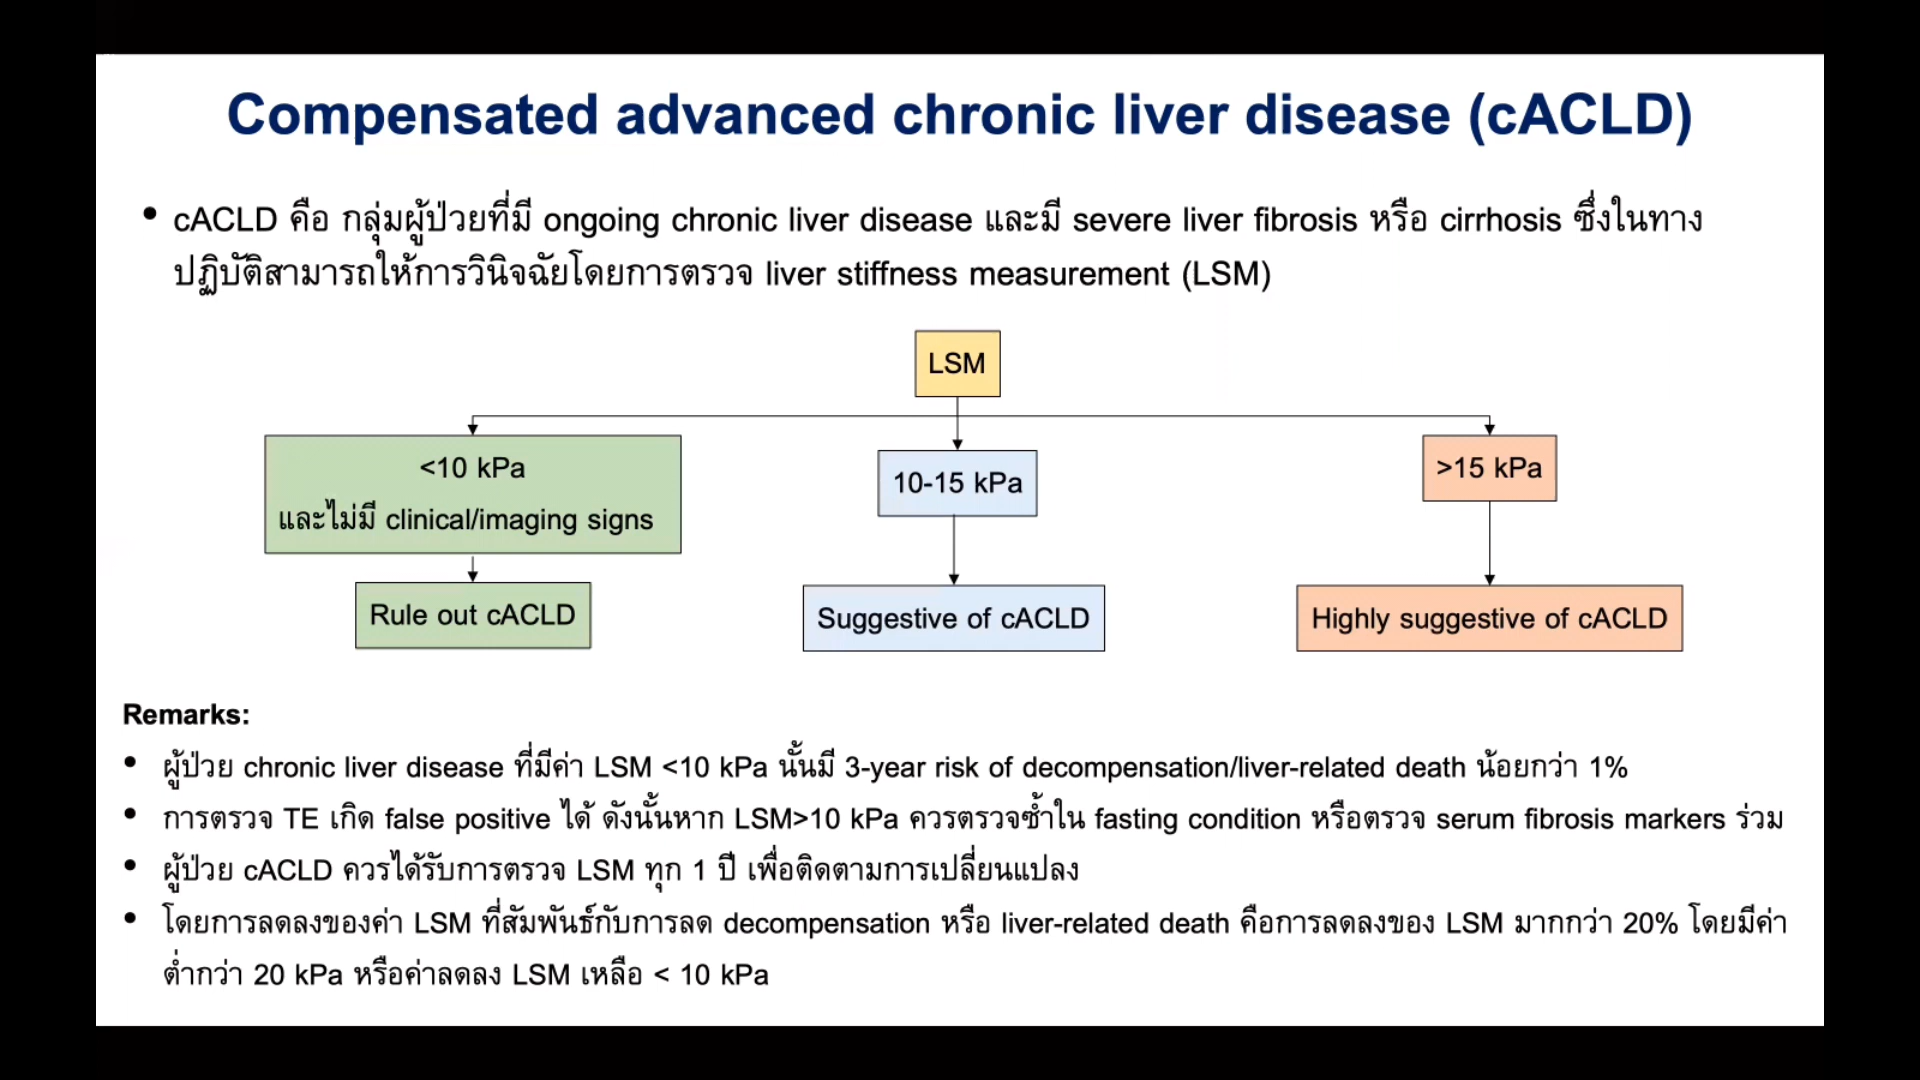 Compensated advanced chronic liver disease (cACLD)
• cACLD คือ กลุ่มผู้ป่วยที่มี ongoing chronic liver disease และมี severe liver fibrosis หรือ cirrhosis ซึ่งในทาง
ปฏิบัติสามารถให้การวินิจฉัยโดยการตรวจ liver stiffness measurement (LSM)
LSM
<10 kPa
และไม่มี clinical/imaging signs
10-15 kPa
>15 kPa
Rule out cACLD
Suggestive of cACLD
Highly suggestive of cACLD
Remarks:
• ผู้ป่วย chronic liver disease ที่มีค่า LSM <10 kPa นั้นมี 3-year risk of decompensation/liver-related death น้อยกว่า 1%
• การตรวจ TE เกิด false positive ได้ ดังนั้นหาก LSM>10 kPa ควรตรวจซ้ำใน fasting condition หรือตรวจ serum fibrosis markers ร่วม
• ผู้ป่วย cACLD ควรได้รับการตรวจ LSM ทุก 1 ปี เพื่อติดตามการเปลี่ยนแปลง
• โดยการลดลงของค่า LSM ที่สัมพันธ์กับการลด decompensation หรือ liver-related death คือการลดลงของ LSM มากกว่า 20% โดยมีค่า
ต่ำกว่า 20 kPa หรือค่าลดลง LSM เหลือ < 10 kPa